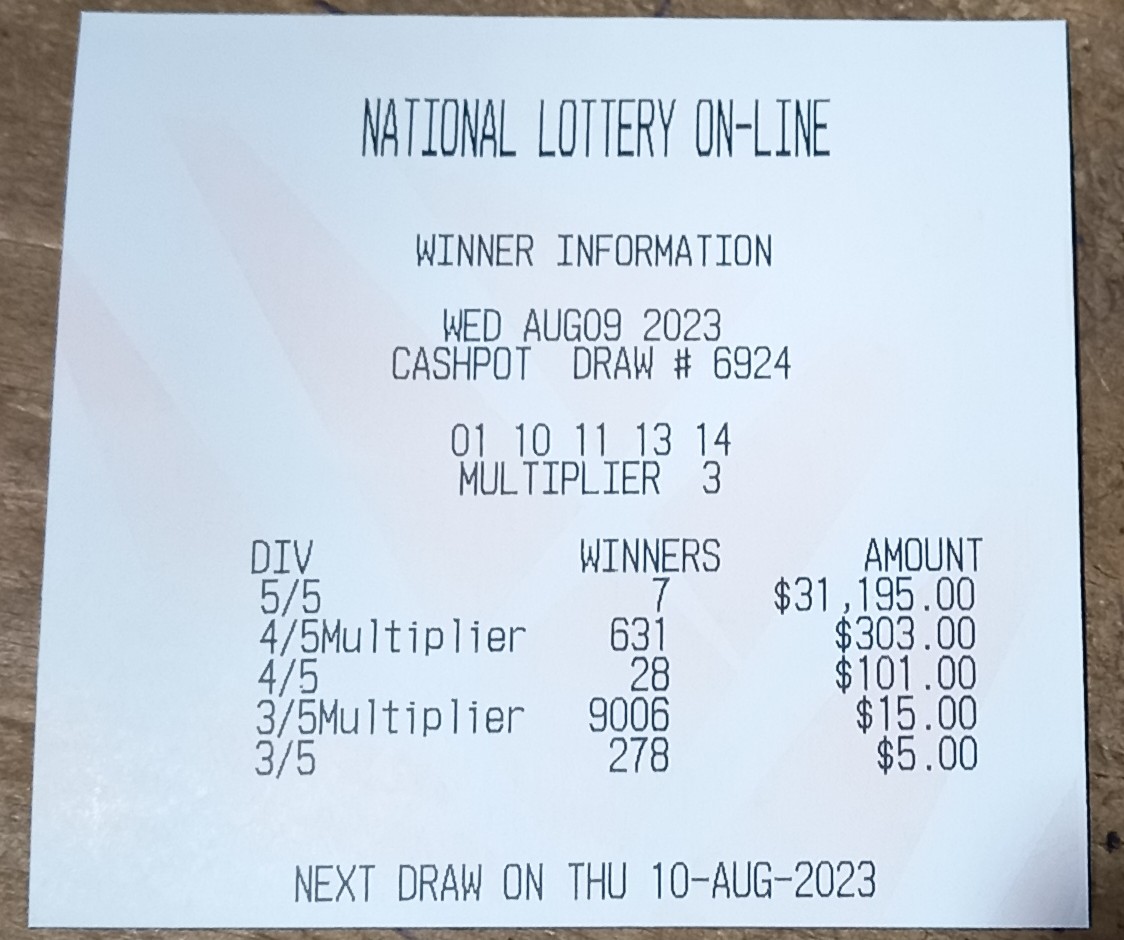 NATIONAL LOTTERY ON-LINE
WINNER INFORMATION
WED AUG09 2023
CASHPOT DRAW # 6924
01 10 11 13 14
MULTIPLIER 3
DIV WINNERS AMOUNT
5/5 7 $31,195.00
4/5Multiplier 631 $303.00
4/5 28 $101.00
3/5Multiplier 9006 $15.00
3/5 278 $5.00
NEXT DRAW ON THU 10-AUG-2023